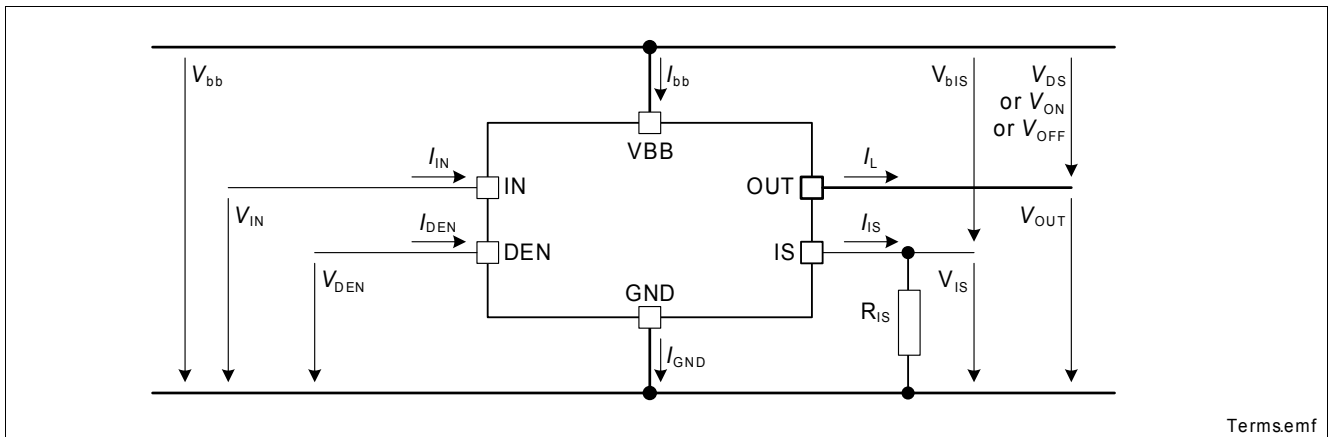 Vbb
Ibb
VbIS
VDS
or VON
or VOFF
VBB
IIN
IN
OUT
IL
VIN
IDEN
DEN
IS
IIS
VOUT
VDEN
GND
VIS
RIS
IGND
Terms.emf